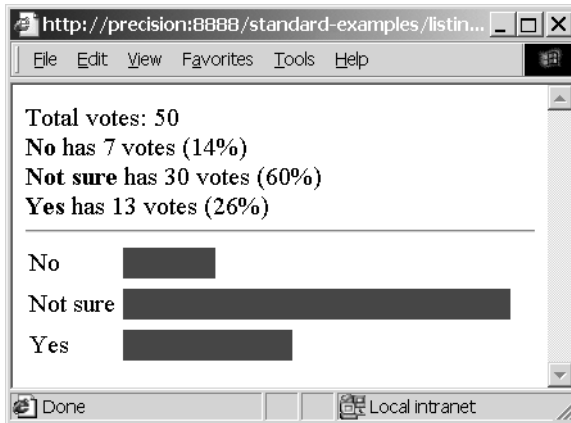 http://precision:8888/standard-examples/listin...
File Edit View Favorites Tools Help
Total votes: 50
No has 7 votes (14%)
Not sure has 30 votes (60%)
Yes has 13 votes (26%)
No
Not sure
Yes
Done
Local intranet